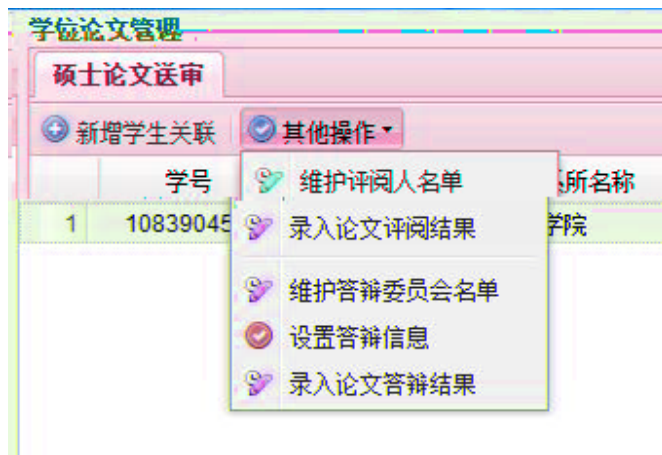 学位论文管理
硕士论文送审
新增学生关联 其他操作
学号 所名称
1 10839045 学院
维护评阅人名单
录入论文评阅结果
维护答辩委员会名单
设置答辩信息
录入论文答辩结果